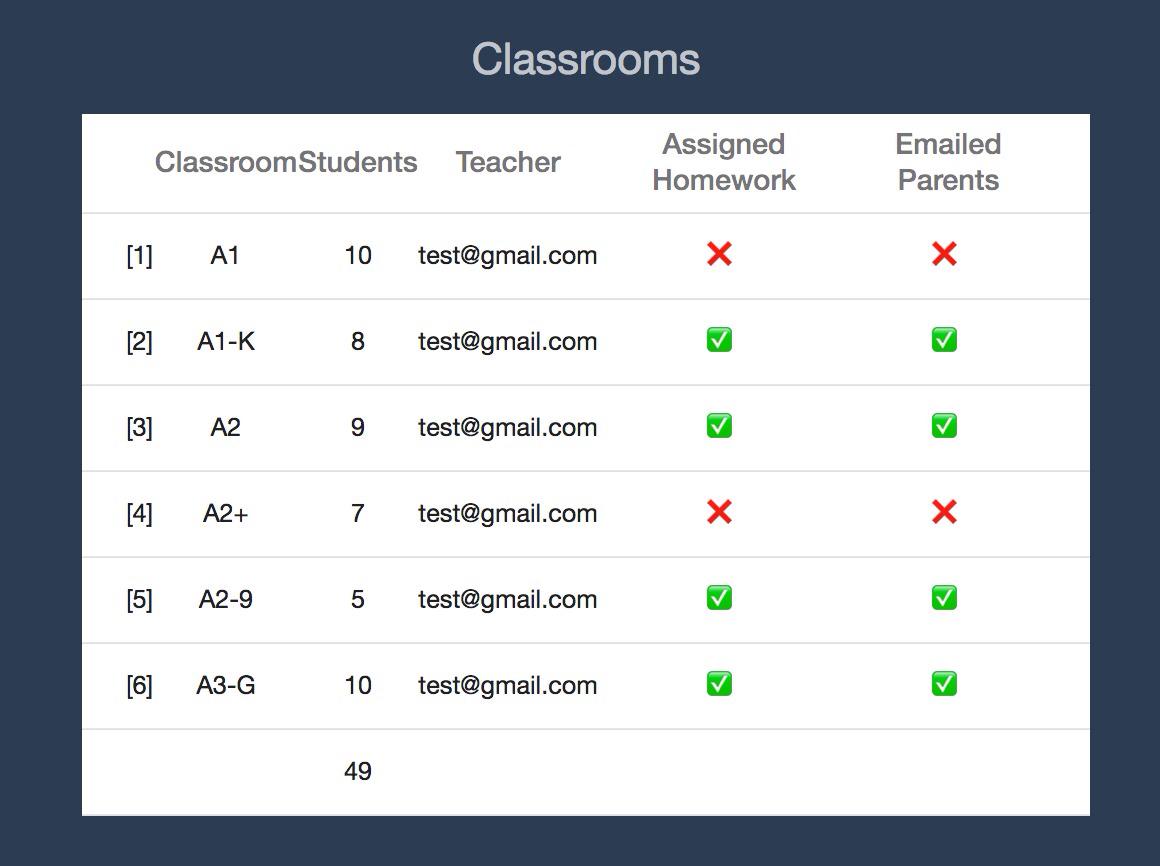 Classrooms
Classroom Students Teacher Assigned Homework Emailed Parents
[1] A1 10 test@gmail.com ❌ ❌
[2] A1-K 8 test@gmail.com ✅ ✅
[3] A2 9 test@gmail.com ✅ ✅
[4] A2+ 7 test@gmail.com ❌ ❌
[5] A2-9 5 test@gmail.com ✅ ✅
[6] A3-G 10 test@gmail.com ✅ ✅
49